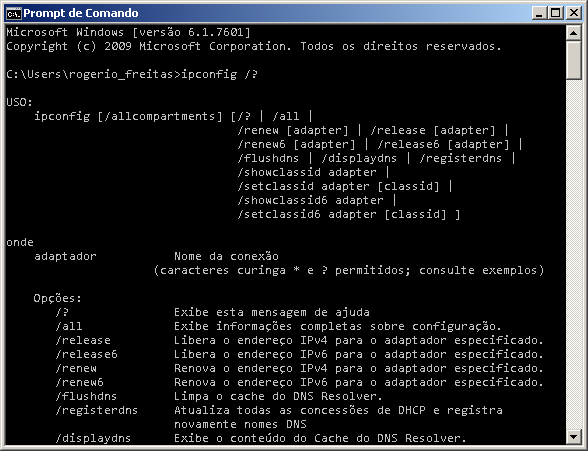 Prompt de Comando
Microsoft Windows [versão 6.1.7601]
Copyright (c) 2009 Microsoft Corporation. Todos os direitos reservados.
C:\Users\rogerio_freitas>ipconfig /?
USO:
ipconfig [/allcompartments] [/? | /all |
/renew [adapter] | /release [adapter] |
/renew6 [adapter] | /release6 [adapter] |
/flushdns | /displaydns | /registerdns |
/showclassid adapter |
/setclassid adapter [classid] |
/showclassid6 adapter |
/setclassid6 adapter [classid] ]
onde
adaptador Nome da conexão
(caracteres curinga * e ? permitidos; consulte exemplos)
Opções:
/? Exibe esta mensagem de ajuda
/all Exibe informações completas sobre configuração.
/release Libera o endereço IPv4 para o adaptador especificado.
/release6 Libera o endereço IPv6 para o adaptador especificado.
/renew Renova o endereço IPv4 para o adaptador especificado.
/renew6 Renova o endereço IPv6 para o adaptador especificado.
/flushdns Limpa o cache do DNS Resolver.
/registerdns Atualiza todas as concessões de DHCP e registra
novamente nomes DNS
/displaydns Exibe o conteúdo do Cache do DNS Resolver.